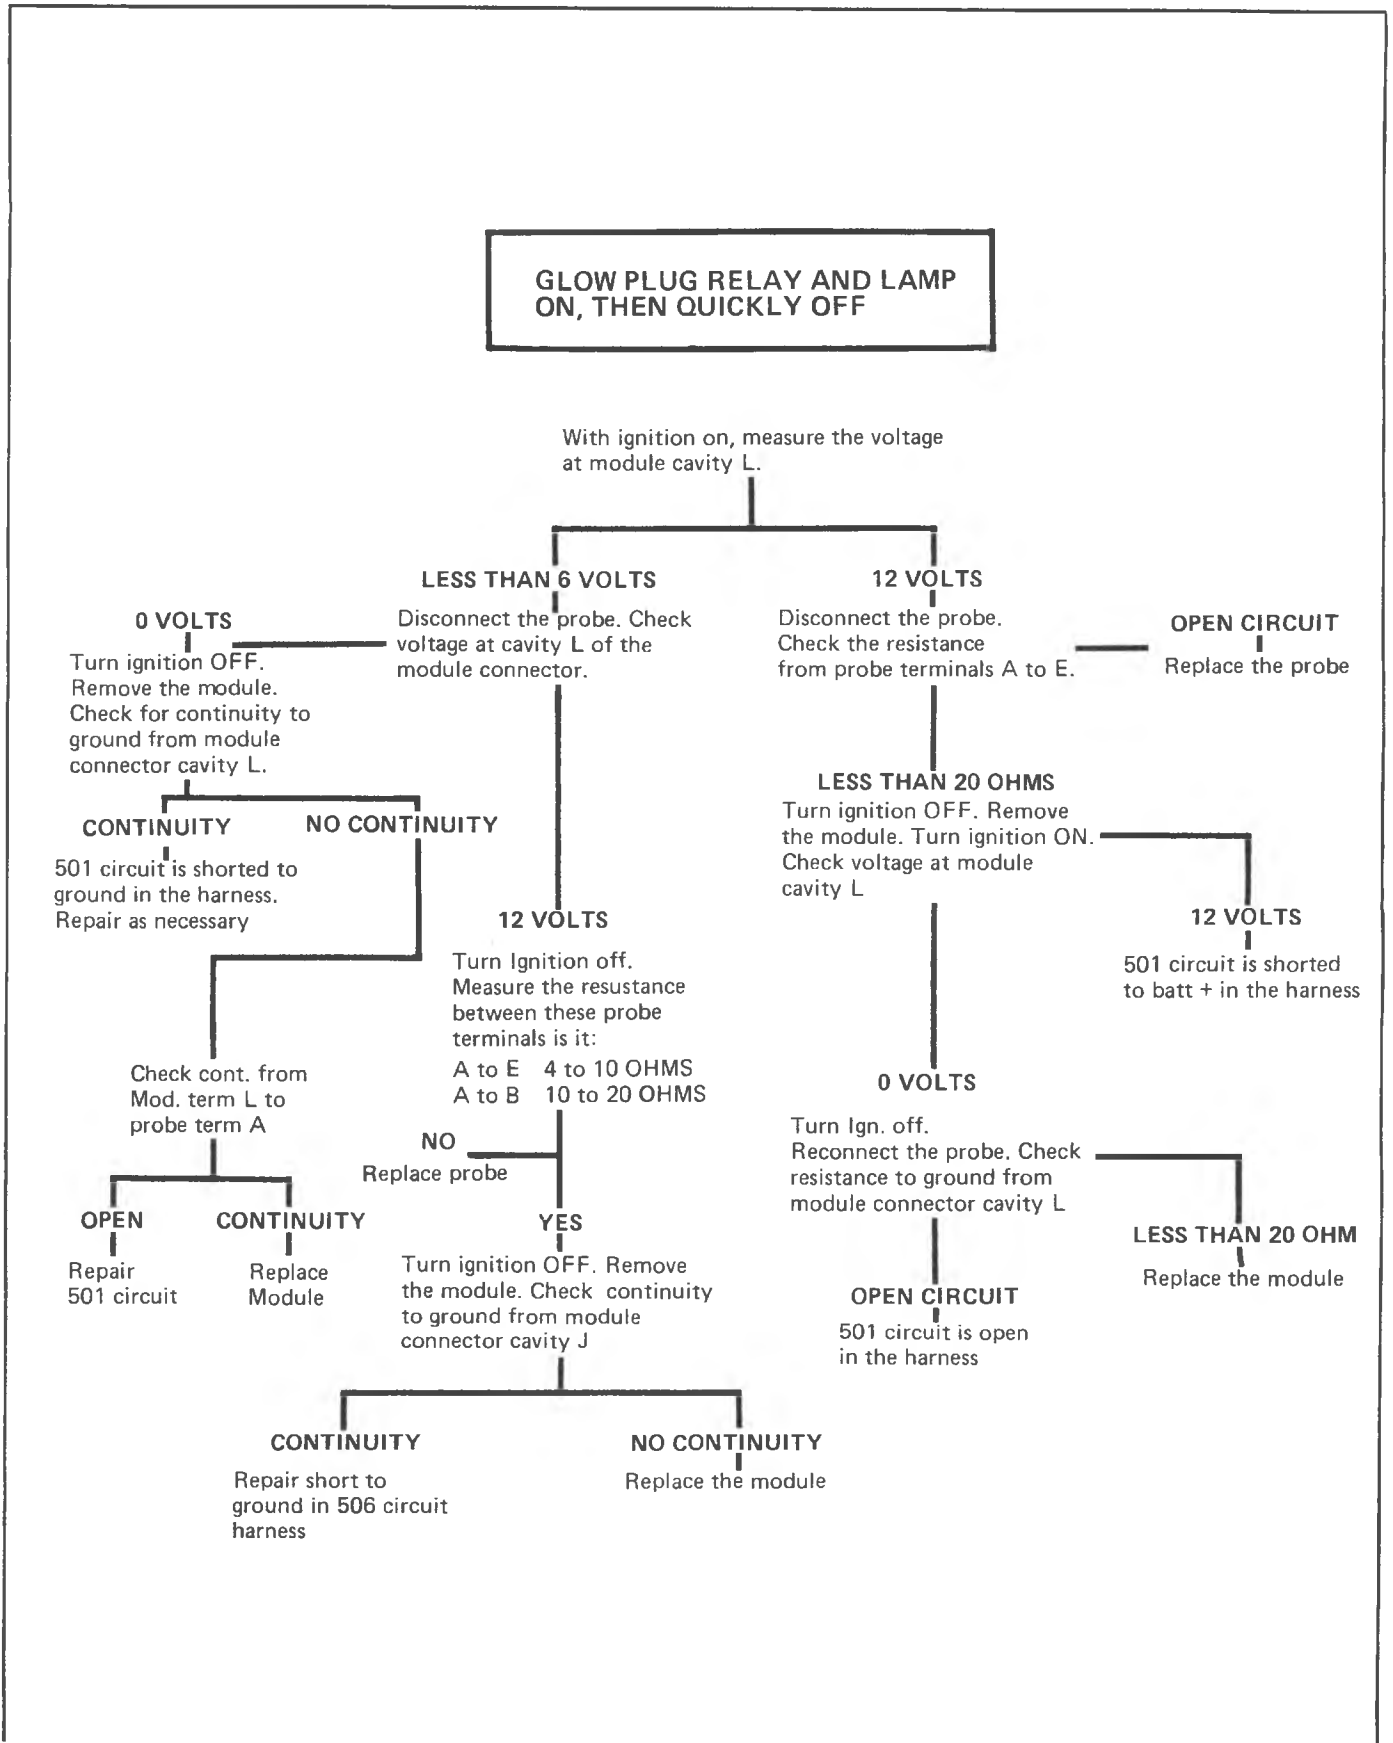 GLOW PLUG RELAY AND LAMP
ON, THEN QUICKLY OFF
With ignition on, measure the voltage
at module cavity L.
LESS THAN 6 VOLTS
Disconnect the probe. Check
voltage at cavity L of the
module connector.
0 VOLTS
Turn ignition OFF.
Remove the module.
Check for continuity to
ground from module
connector cavity L.
CONTINUITY
501 circuit is shorted to
ground in the harness.
Repair as necessary
NO CONTINUITY
Check cont. from
Mod. term L to
probe term A
OPEN
Repair
501 circuit
CONTINUITY
Replace
Module
12 VOLTS
Turn Ignition off.
Measure the resustance
between these probe
terminals is it:
A to E 4 to 10 OHMS
A to B 10 to 20 OHMS
NO
Replace probe
YES
Turn ignition OFF. Remove
the module. Check continuity
to ground from module
connector cavity J
CONTINUITY
Repair short to
ground in 506 circuit
harness
NO CONTINUITY
Replace the module
12 VOLTS
Disconnect the probe.
Check the resistance
from probe terminals A to E.
OPEN CIRCUIT
Replace the probe
LESS THAN 20 OHMS
Turn ignition OFF. Remove
the module. Turn ignition ON.
Check voltage at module
cavity L
12 VOLTS
501 circuit is shorted
to batt + in the harness
0 VOLTS
Turn Ign. off.
Reconnect the probe. Check
resistance to ground from
module connector cavity L
LESS THAN 20 OHM
Replace the module
OPEN CIRCUIT
501 circuit is open
in the harness